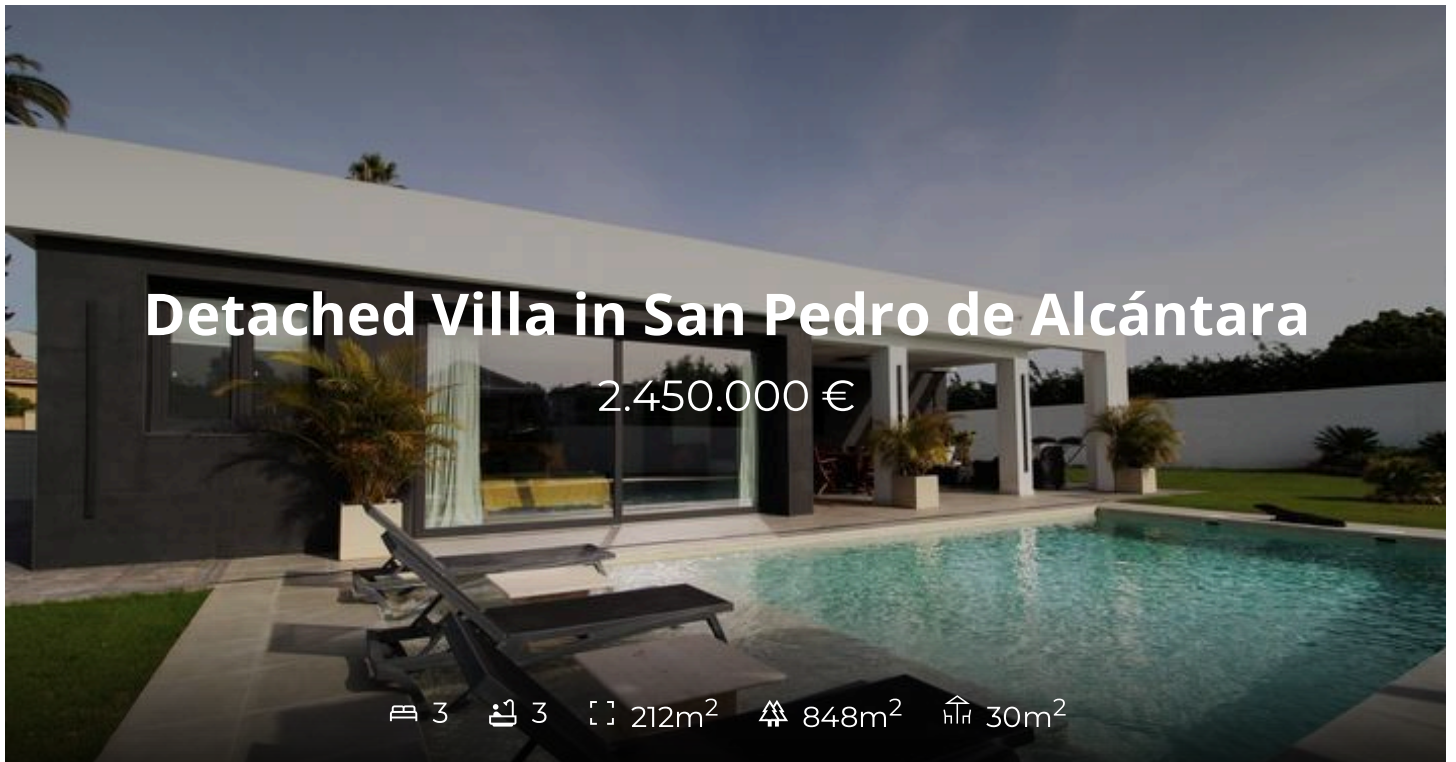 Detached Villa in San Pedro de Alcántara
2.450.000 €
3 3 212m² 848m² 30m²